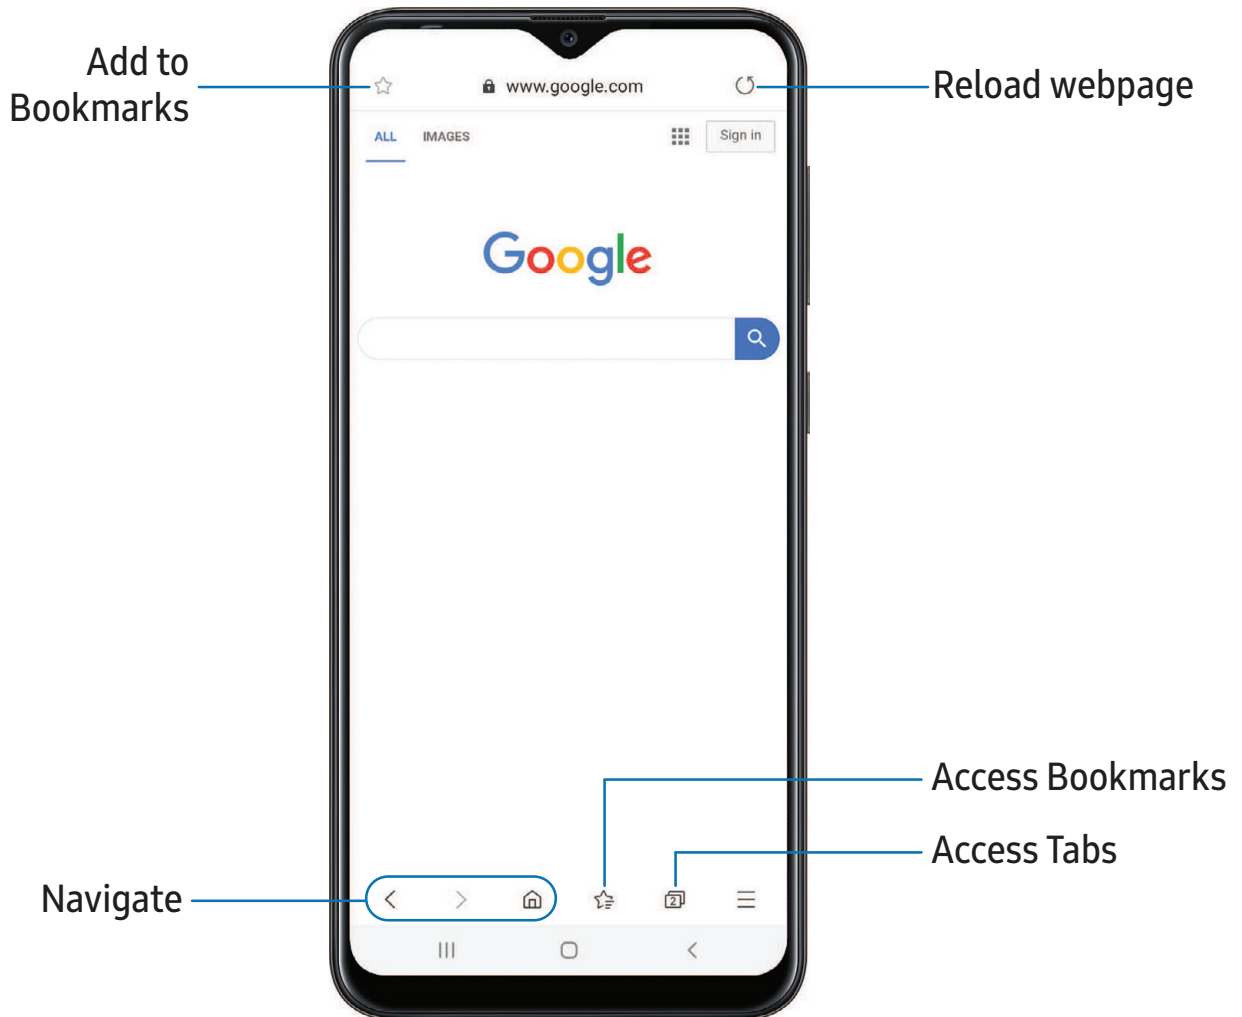 Add to
Bookmarks
www.google.com
Reload webpage
ALL IMAGES Sign in
Google
Access Bookmarks
Access Tabs
Navigate
2